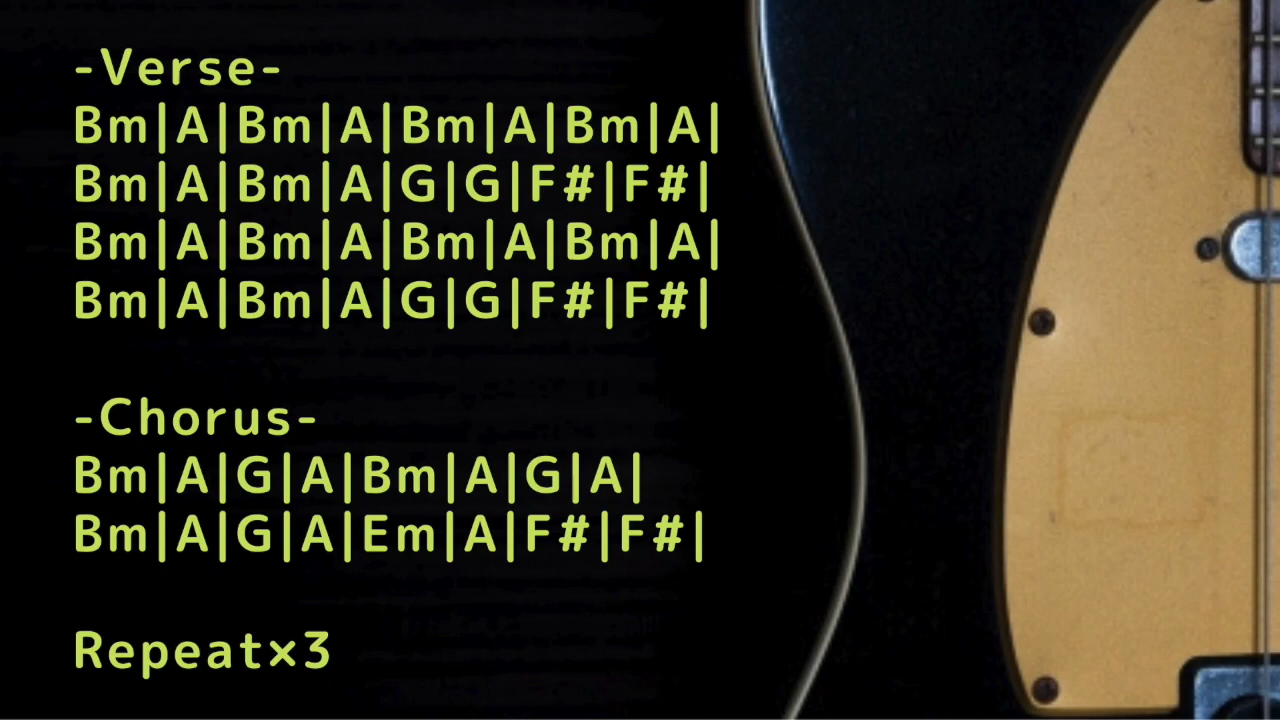 -Verse-
Bm|A|Bm|A|Bm|A|Bm|A|
Bm|A|Bm|A|G|G|F#|F#|
Bm|A|Bm|A|Bm|A|Bm|A|
Bm|A|Bm|A|G|G|F#|F#|
-Chorus-
Bm|A|G|A|Bm|A|G|A|
Bm|A|G|A|Em|A|F#|F#|
Repeat×3